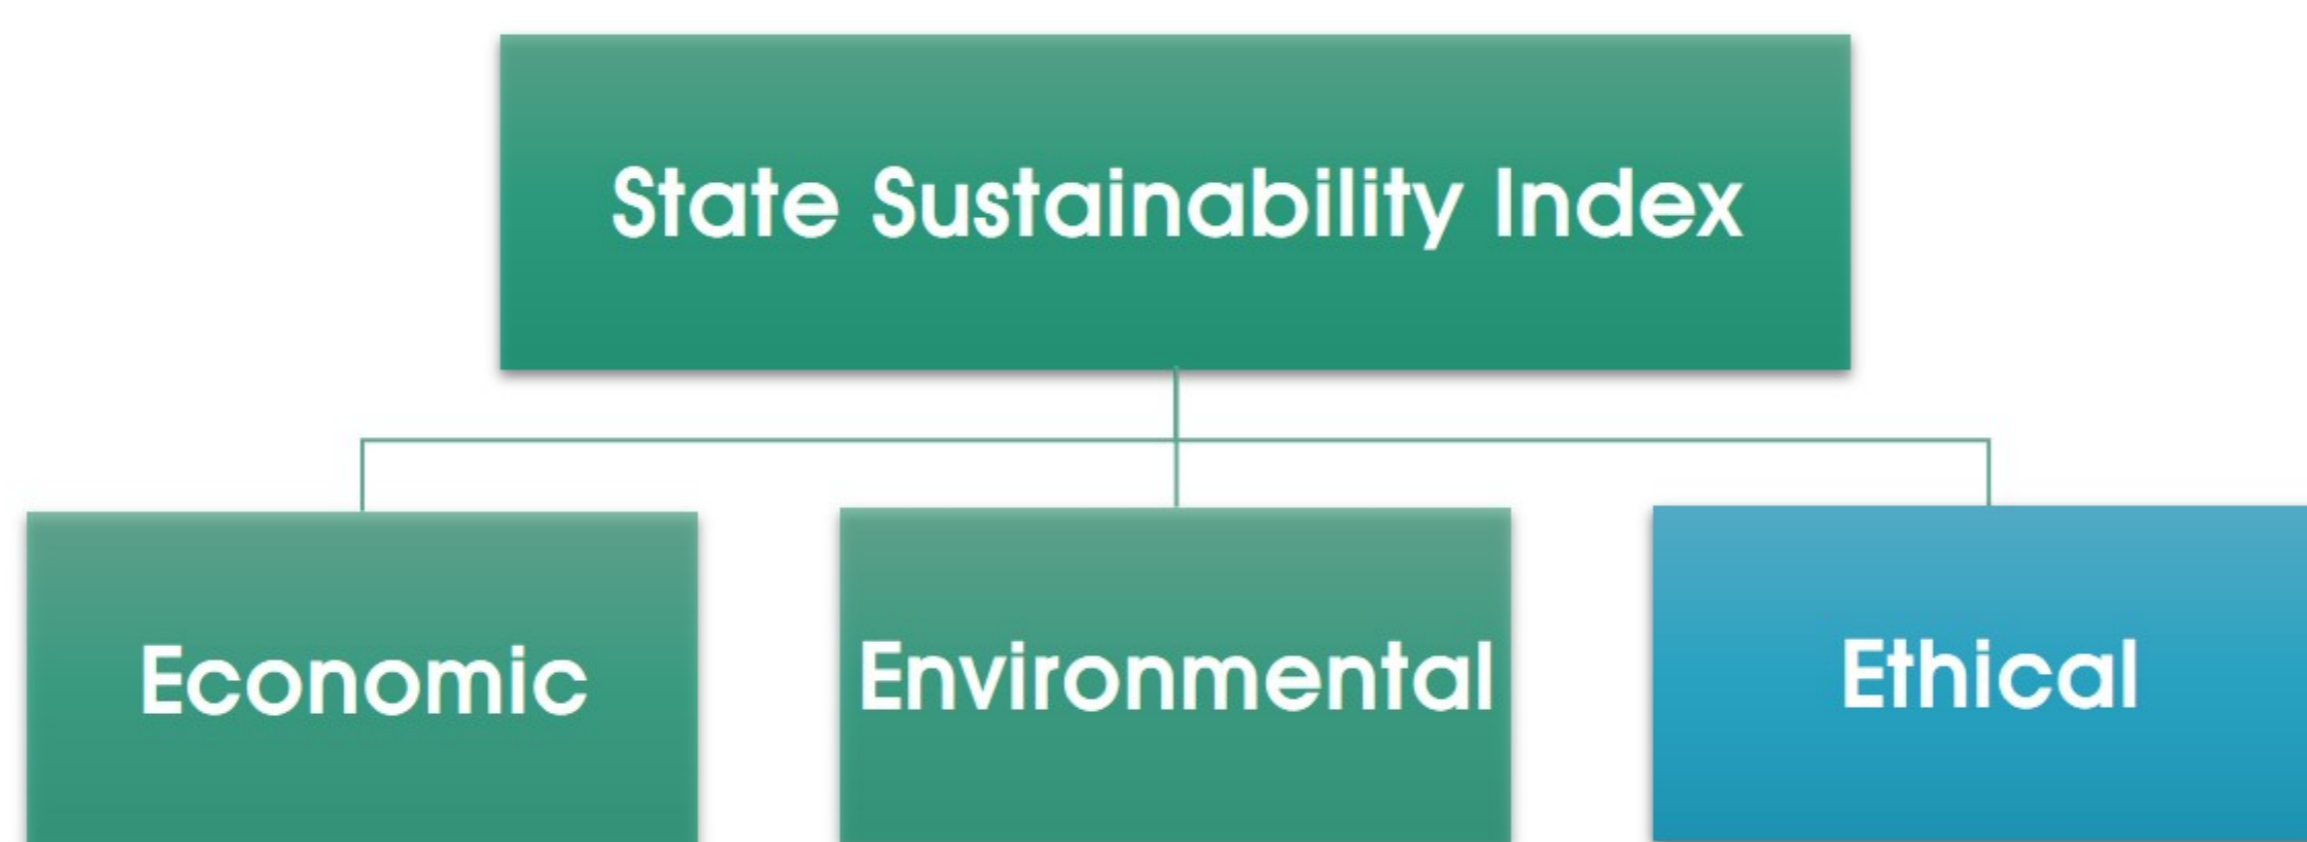 State Sustainability Index
Economic
Environmental
Ethical